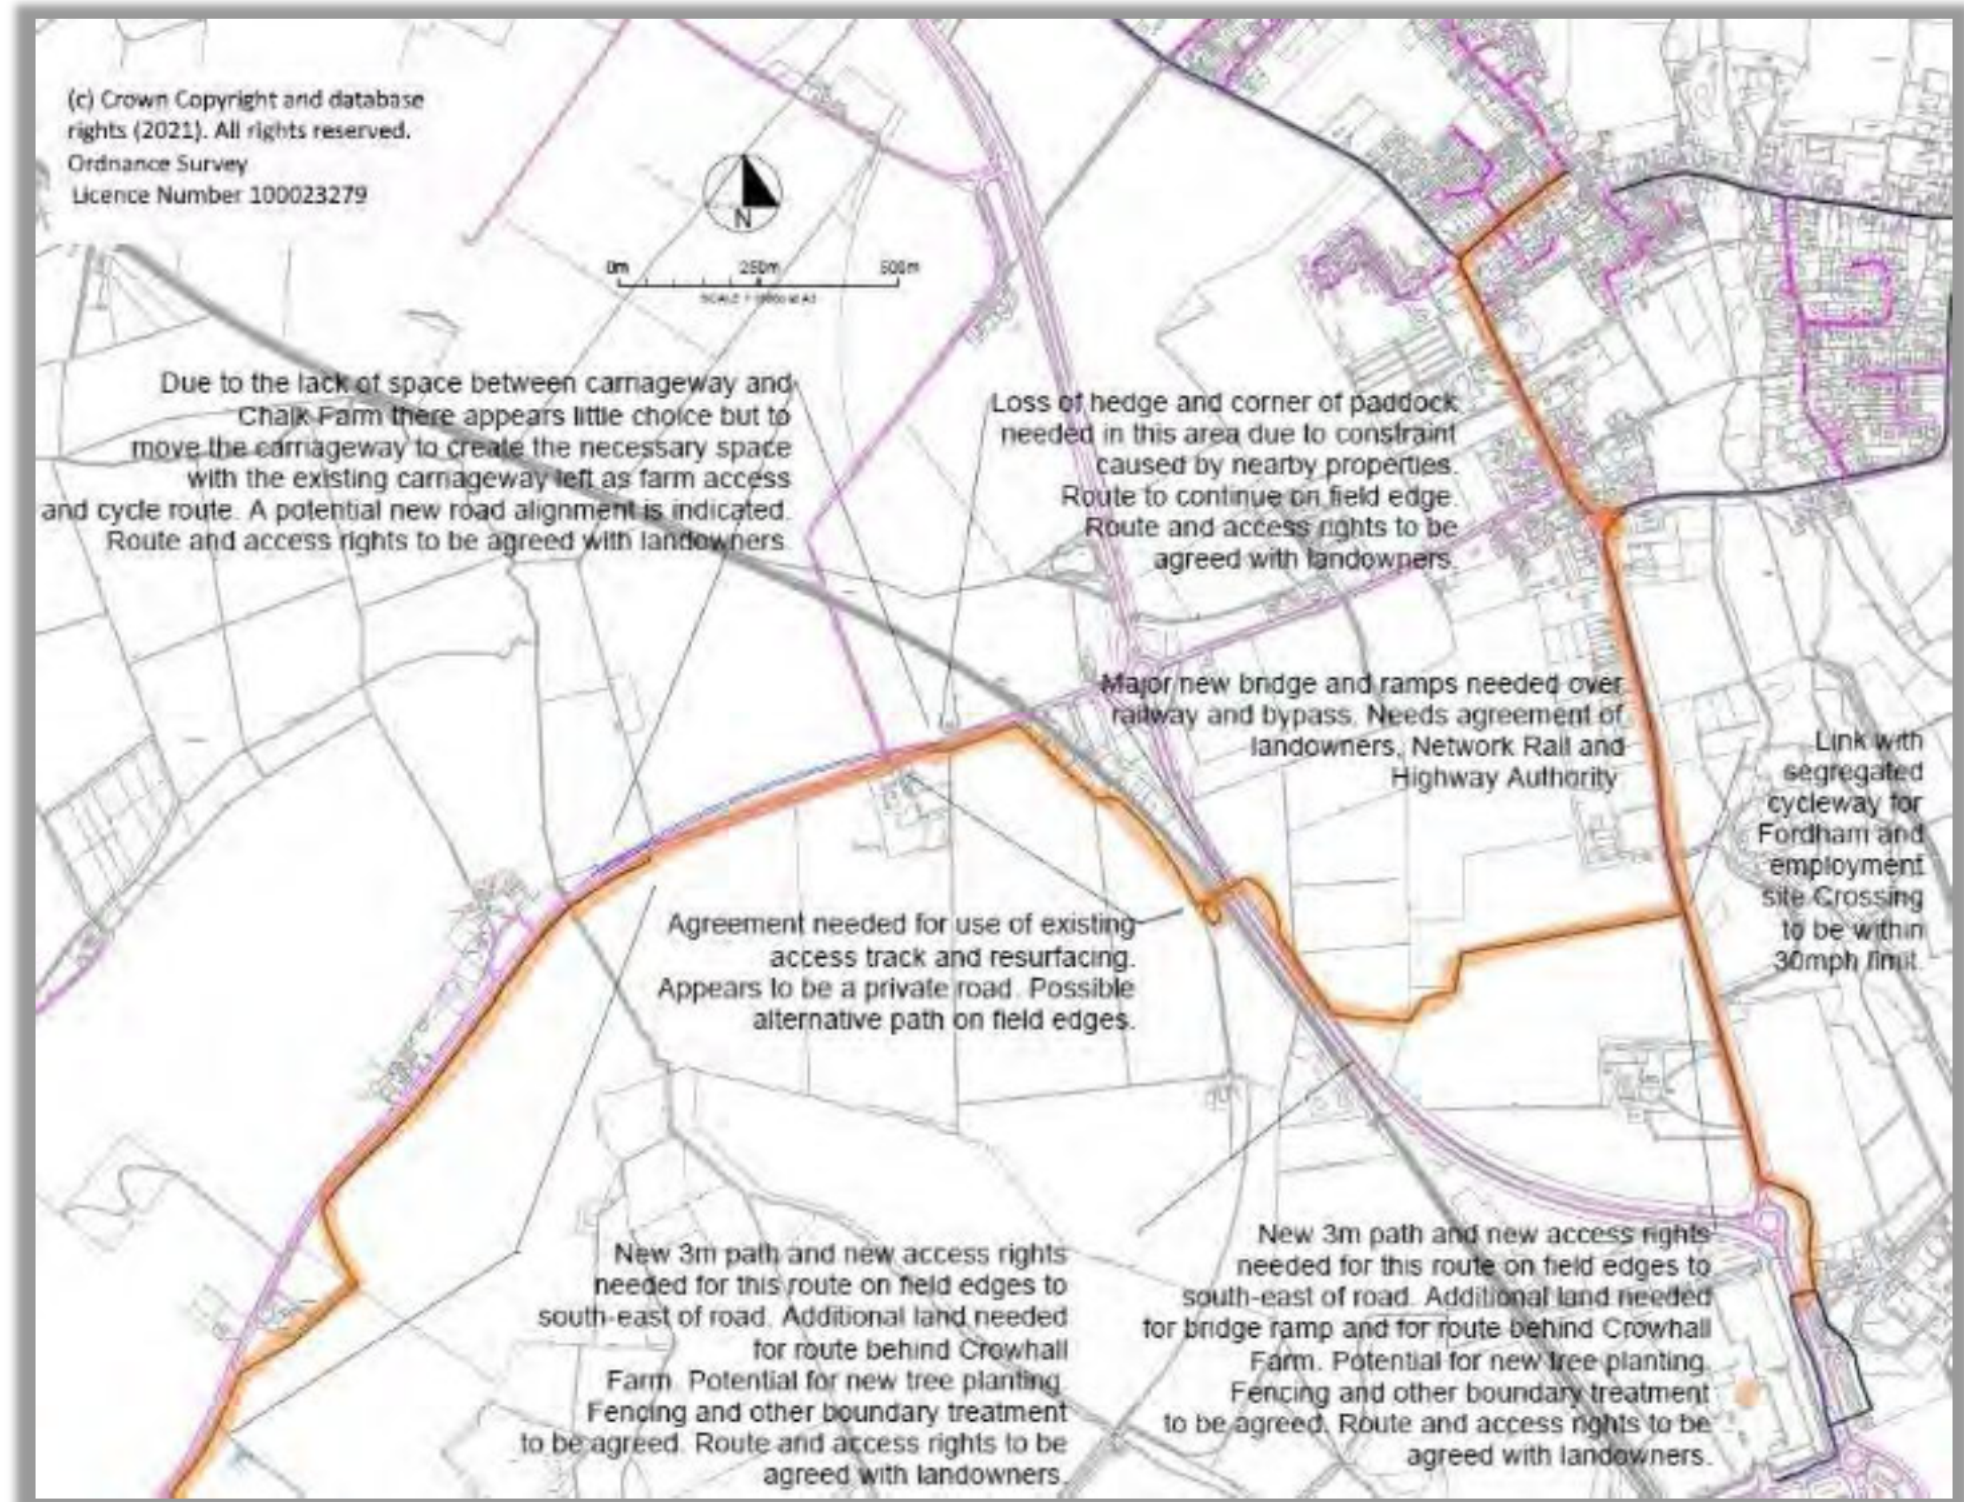 (c) Crown Copyright and database
rights (2021). All rights reserved.
Ordnance Survey
Licence Number 100023279
N
0m 250m 500m
Due to the lack of space between carriageway and
Chalk Farm there appears little choice but to
move the carriageway to create the necessary space
with the existing carriageway left as farm access
and cycle route. A potential new road alignment is indicated.
Route and access rights to be agreed with landowners.
Loss of hedge and corner of paddock
needed in this area due to constraint
caused by nearby properties.
Route to continue on field edge.
Route and access rights to be
agreed with landowners.
Major new bridge and ramps needed over
railway and bypass. Needs agreement of
landowners, Network Rail and
Highway Authority
Link with
segregated
cycleway for
Fordham and
employment
site Crossing
to be within
30mph limit.
Agreement needed for use of existing
access track and resurfacing.
Appears to be a private road. Possible
alternative path on field edges.
New 3m path and new access rights
needed for this route on field edges to
south-east of road. Additional land needed
for route behind Crowhall
Farm. Potential for new tree planting.
Fencing and other boundary treatment
to be agreed. Route and access rights to be
agreed with landowners.
New 3m path and new access rights
needed for this route on field edges to
south-east of road. Additional land needed
for bridge ramp and for route behind Crowhall
Farm. Potential for new tree planting.
Fencing and other boundary treatment
to be agreed. Route and access rights to be
agreed with landowners.